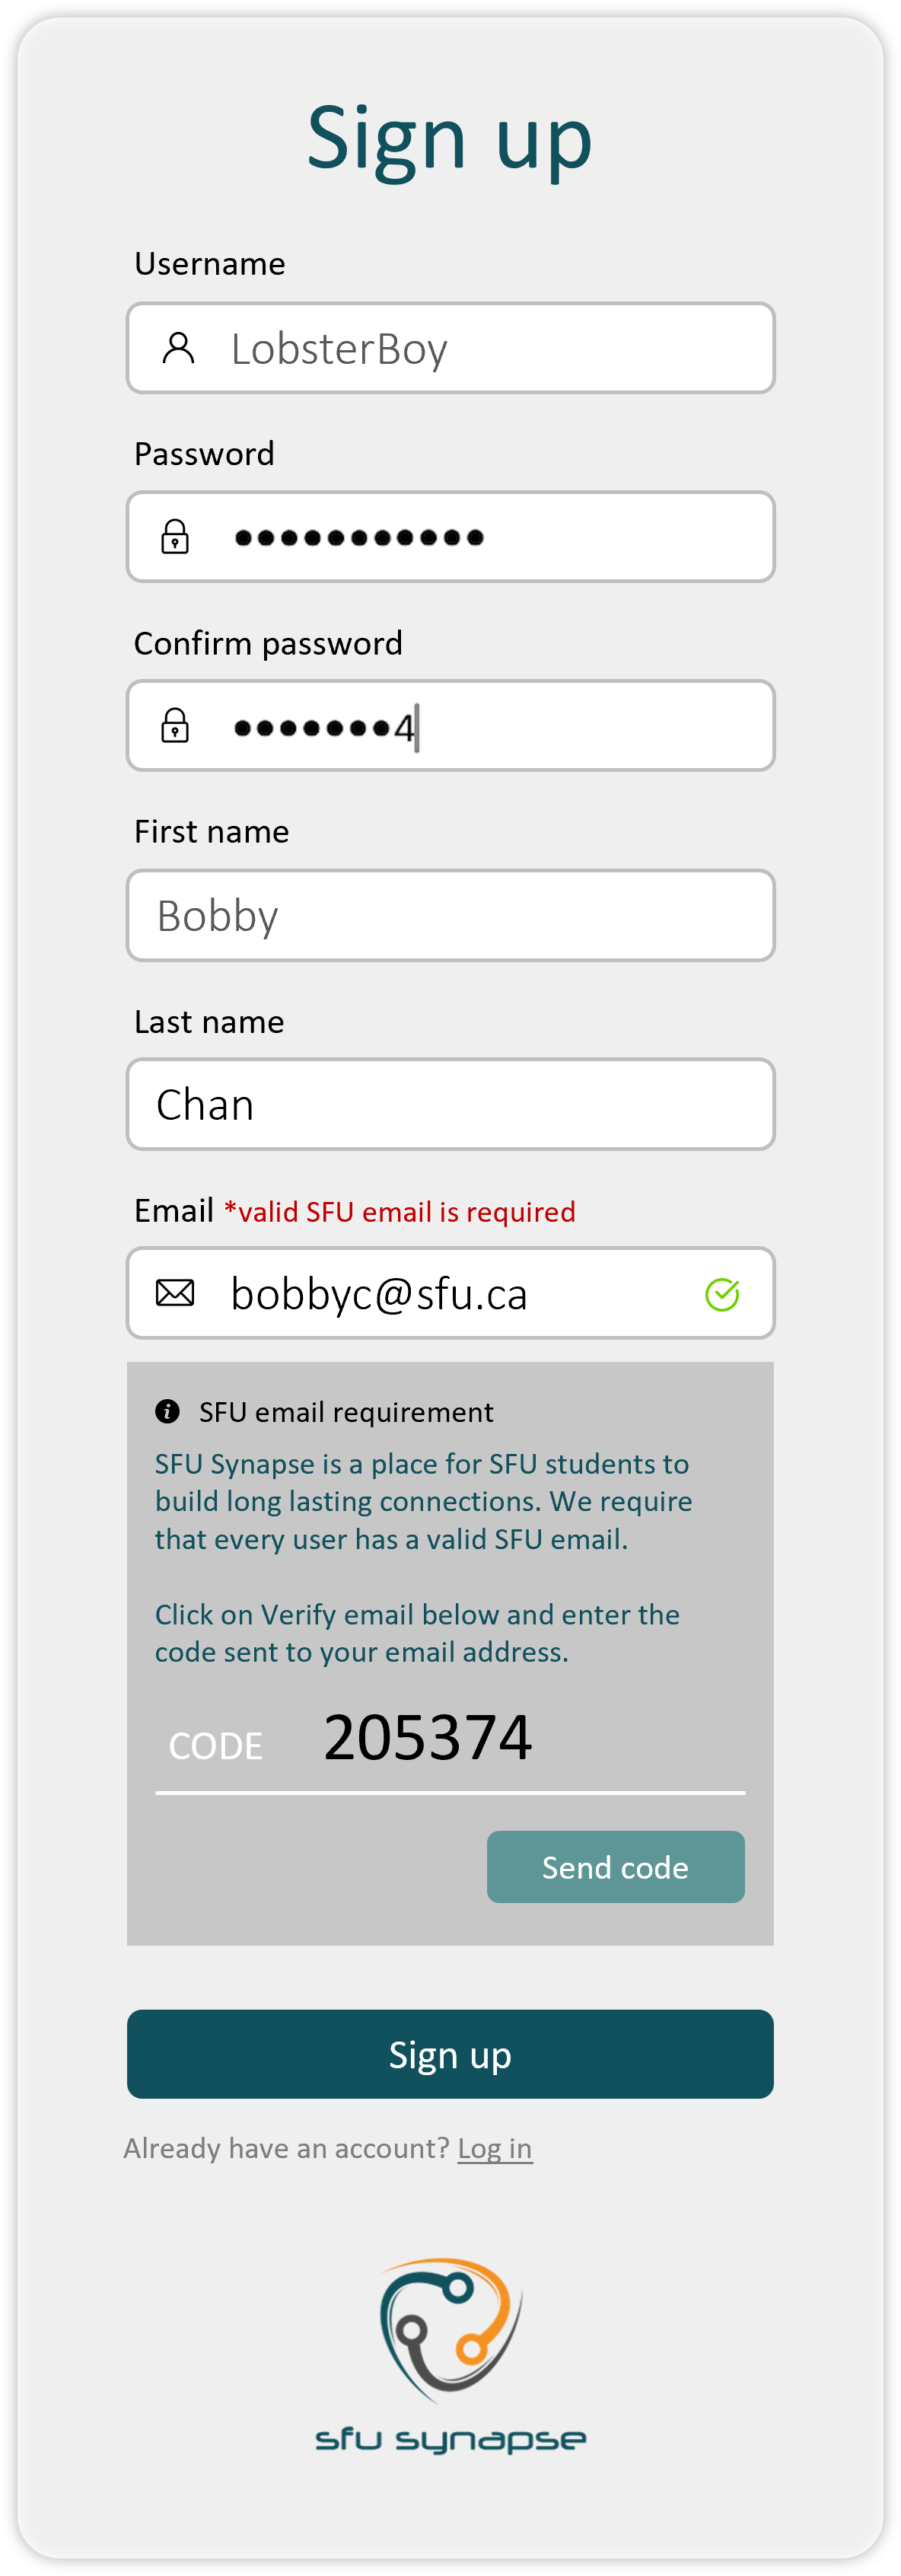 Sign up
Username
LobsterBoy
Password
●●●●●●●●●●●
Confirm password
●●●●●●●4
First name
Bobby
Last name
Chan
Email *valid SFU email is required
bobbyc@sfu.ca
SFU email requirement
SFU Synapse is a place for SFU students to
build long lasting connections. We require
that every user has a valid SFU email.
Click on Verify email below and enter the
code sent to your email address.
CODE 205374
Send code
Sign up
Already have an account? Log in
sfu synapse